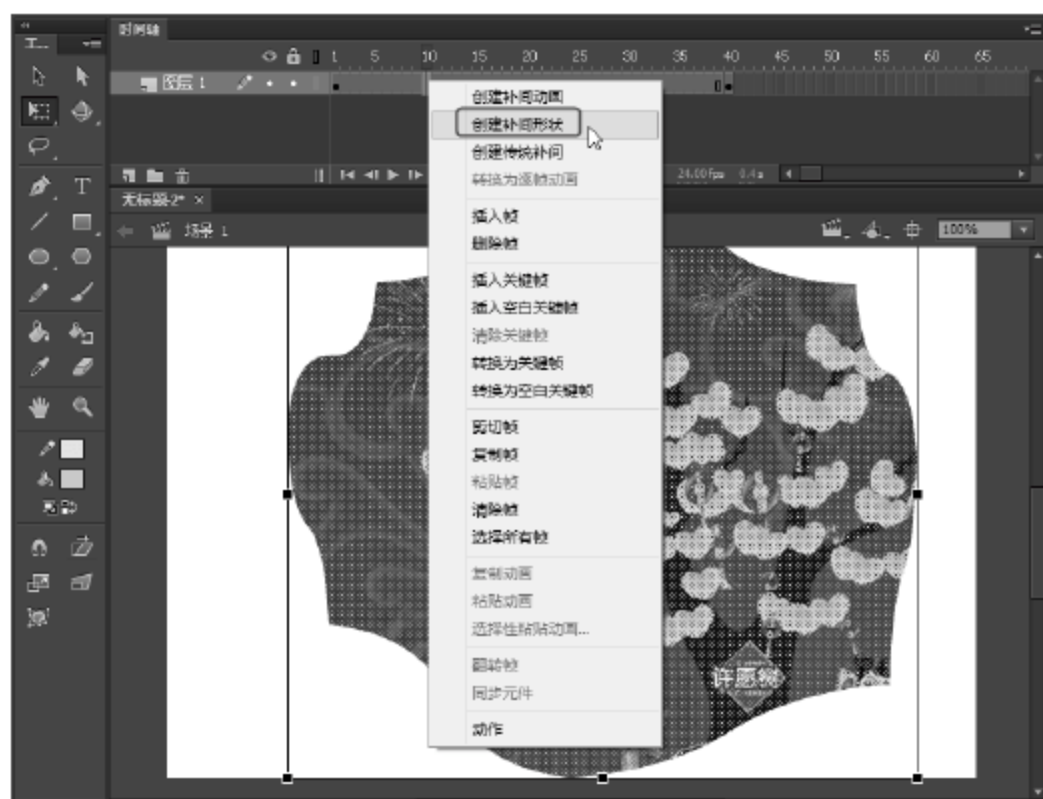 工...
时间轴
1 5 10 15 20 25 30 35 40 45 50 55 60 65
图层 1
创建补间动画
创建补间形状
创建传统补间
转换为逐帧动画
插入帧
删除帧
插入关键帧
插入空白关键帧
清除关键帧
转换为关键帧
转换为空白关键帧
剪切帧
复制帧
粘贴帧
清除帧
选择所有帧
复制动画
粘贴动画
选择性粘贴动画...
翻转帧
同步元件
动作
24.00fps 0.4s
无标题-2* ×
场景 1
100%
T
许愿树